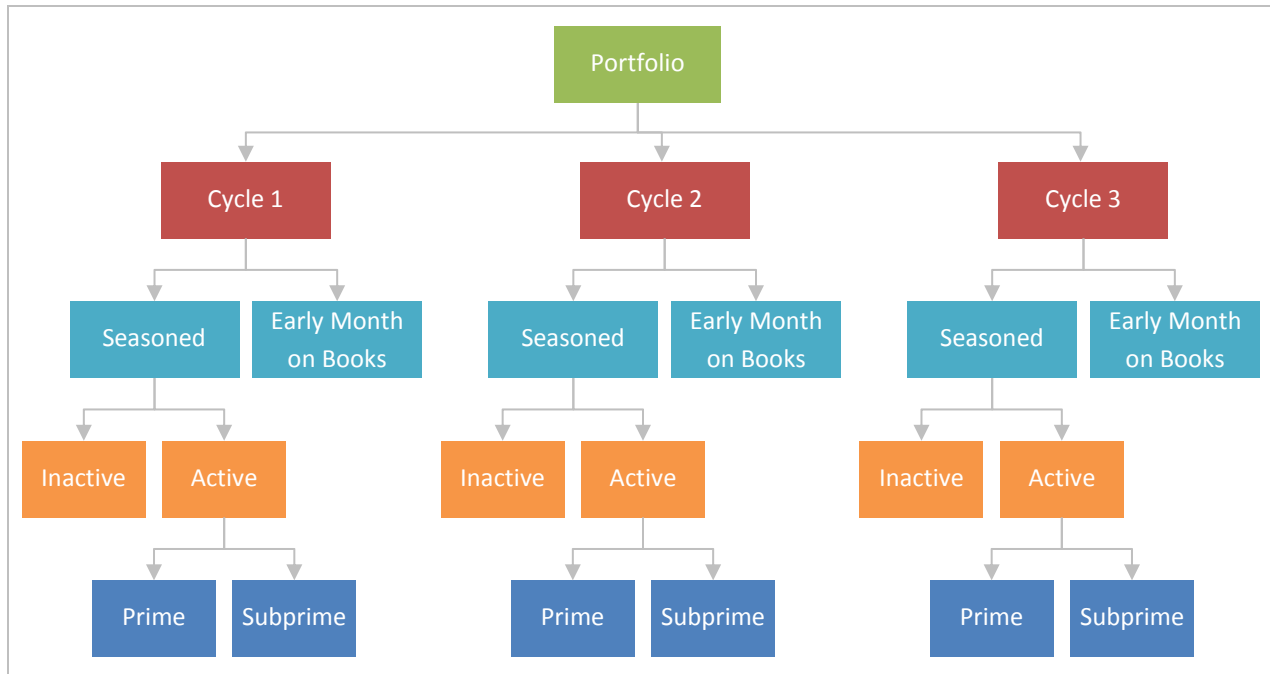 Portfolio
Cycle 1
Cycle 2
Cycle 3
Seasoned
Early Month
on Books
Seasoned
Early Month
on Books
Seasoned
Early Month
on Books
Inactive
Active
Inactive
Active
Inactive
Active
Prime
Subprime
Prime
Subprime
Prime
Subprime